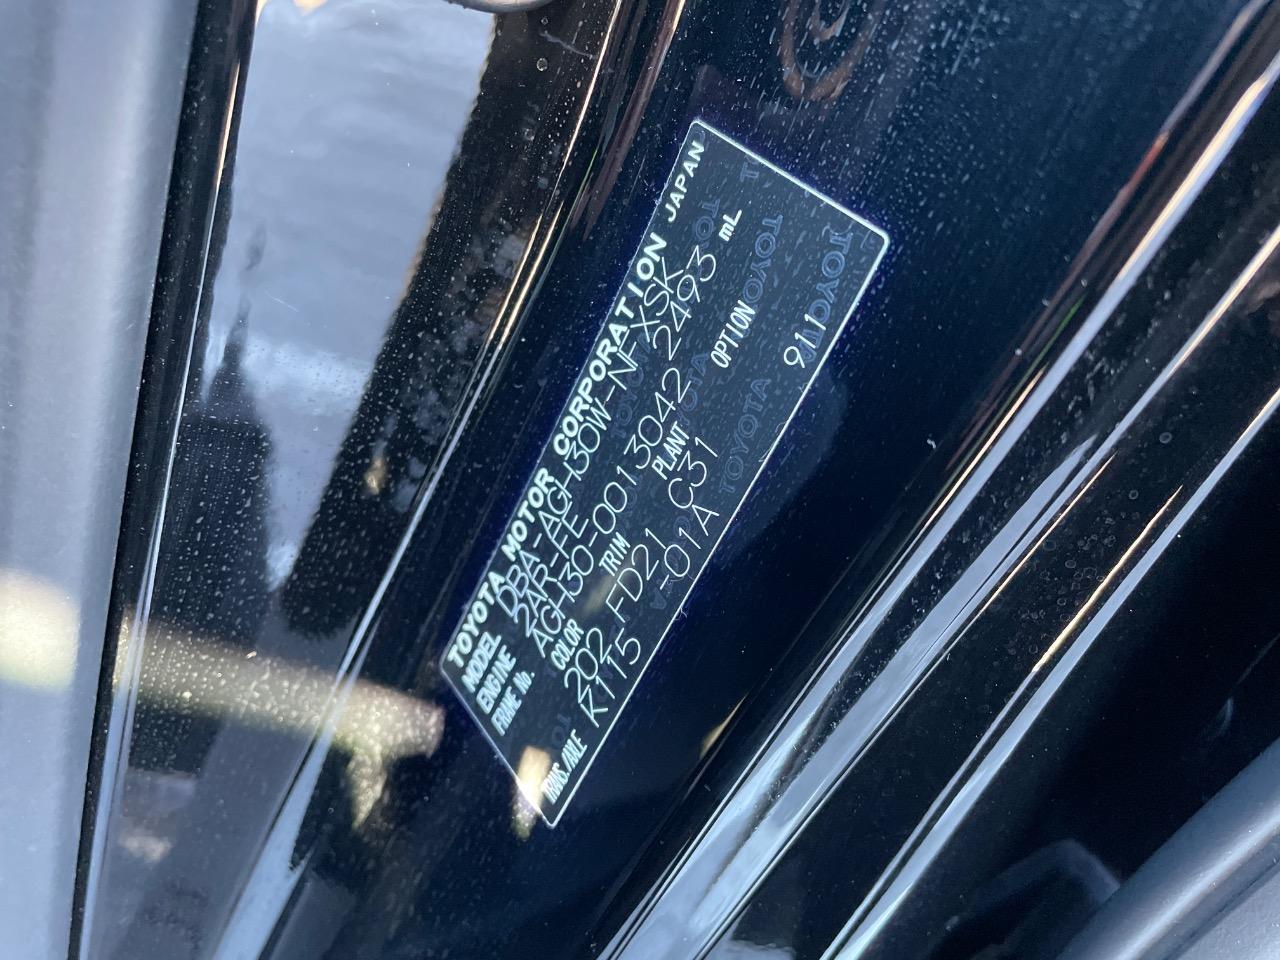 TOYOTA MOTOR CORPORATION JAPAN
MODEL DBA-AGH30W-NFXSK
ENGINE 2AR-FE 2493 mL
FRAME No. AGH30-0013042
COLOR TRIM PLANT OPTION
202 FD21 C31 911
TRANS./AXLE K115 -01A